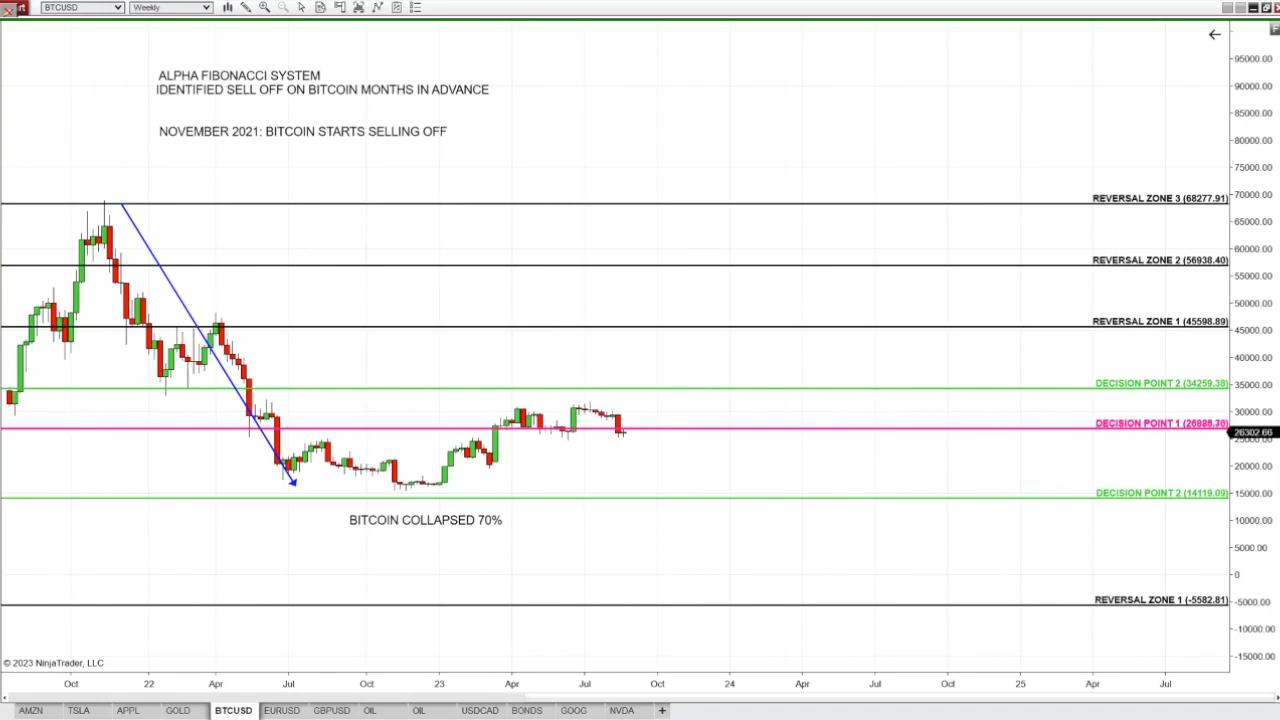 BTCUSD
Weekly
ALPHA FIBONACCI SYSTEM
IDENTIFIED SELL OFF ON BITCOIN MONTHS IN ADVANCE
NOVEMBER 2021: BITCOIN STARTS SELLING OFF
F
95000.00
90000.00
85000.00
80000.00
75000.00
70000.00
REVERSAL ZONE 3 (68277.91)
65000.00
60000.00
REVERSAL ZONE 2 (56938.40)
55000.00
50000.00
REVERSAL ZONE 1 (45598.89)
45000.00
40000.00
DECISION POINT 2 (34259.38)
35000.00
30000.00
DECISION POINT 1
26302.66
25000.00
20000.00
DECISION POINT 2 (14119.09)
15000.00
BITCOIN COLLAPSED 70%
10000.00
5000.00
0
REVERSAL ZONE 1 (-5582.81)
-5000.00
-10000.00
-15000.00
© 2023 NinjaTrader, LLC
Oct 22 Apr Jul Oct 23 Apr Jul Oct 24 Apr Jul Oct 25 Apr Jul
AMZN TSLA APPL GOLD BTCUSD EURUSD GBPUSD OIL OIL USDCAD BONDS GOOG NVDA +